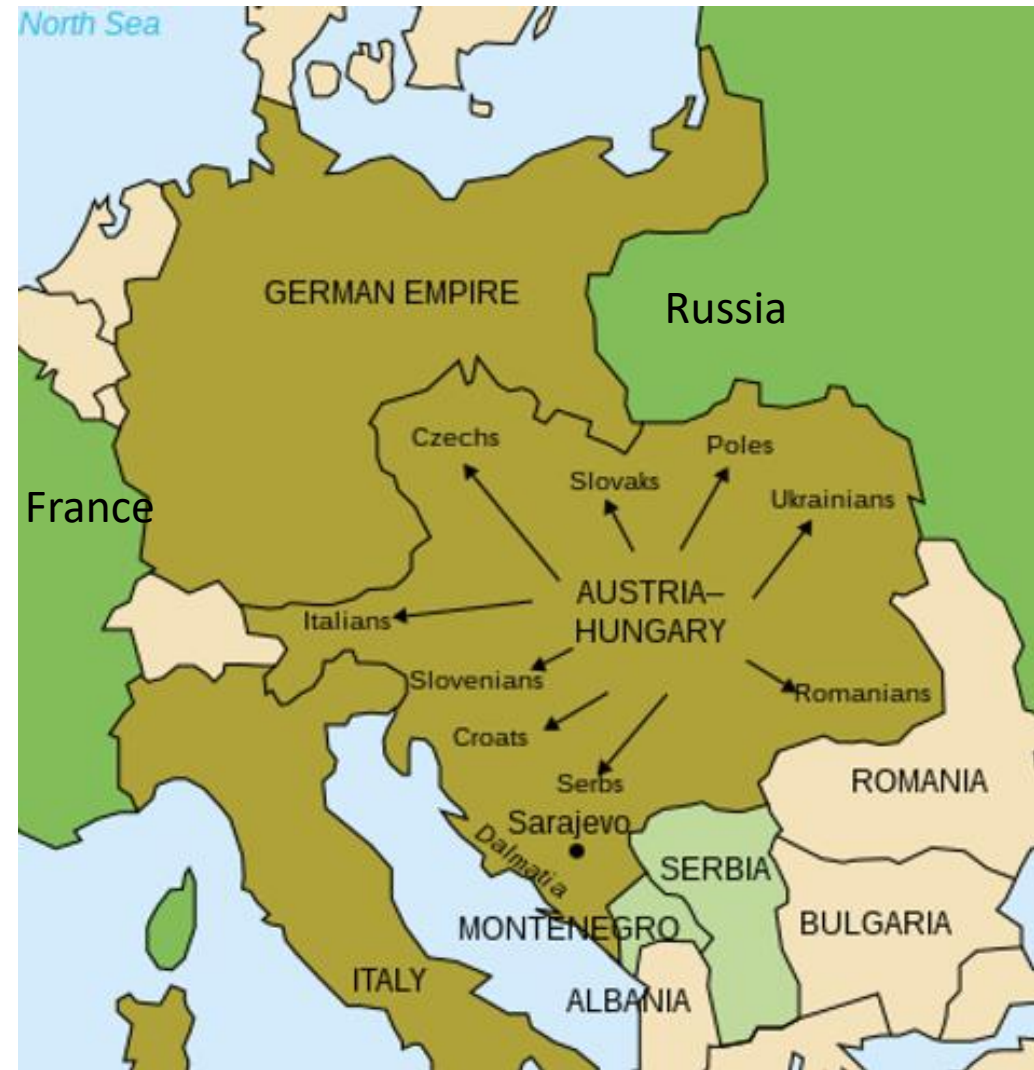 North Sea
GERMAN EMPIRE
Russia
Czechs
Poles
Slovaks
Ukrainians
France
AUSTRIA–
HUNGARY
Italians
Slovenians
Romanians
Croats
Serbs
ROMANIA
Sarajevo
Dalmatia
SERBIA
MONTENEGRO
BULGARIA
ITALY
ALBANIA